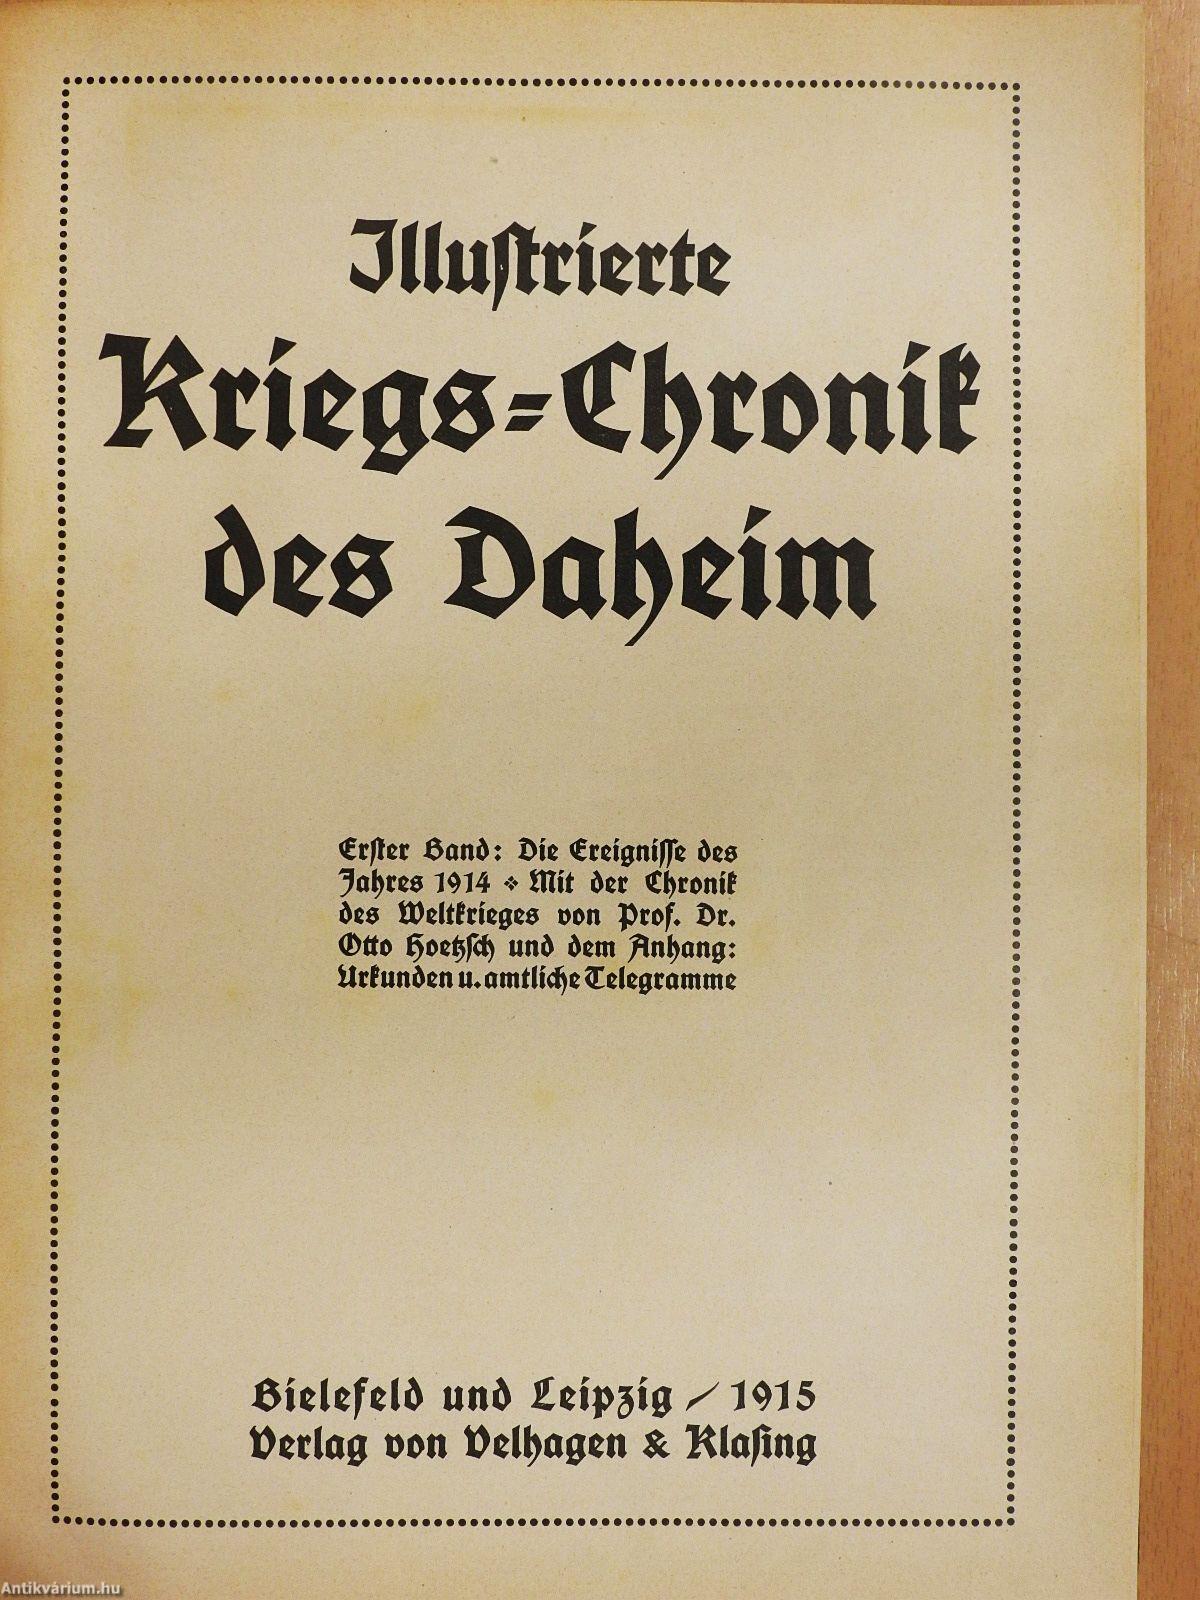 Illustrierte
Kriegs=Chronik
des Daheim
Erster Band: Die Ereignisse des
Jahres 1914 ❖ Mit der Chronik
des Weltkrieges von Prof. Dr.
Otto Hoetzsch und dem Anhang:
Urkunden u. amtliche Telegramme
Bielefeld und Leipzig / 1915
Verlag von Velhagen & Klasing
Antikvárium.hu